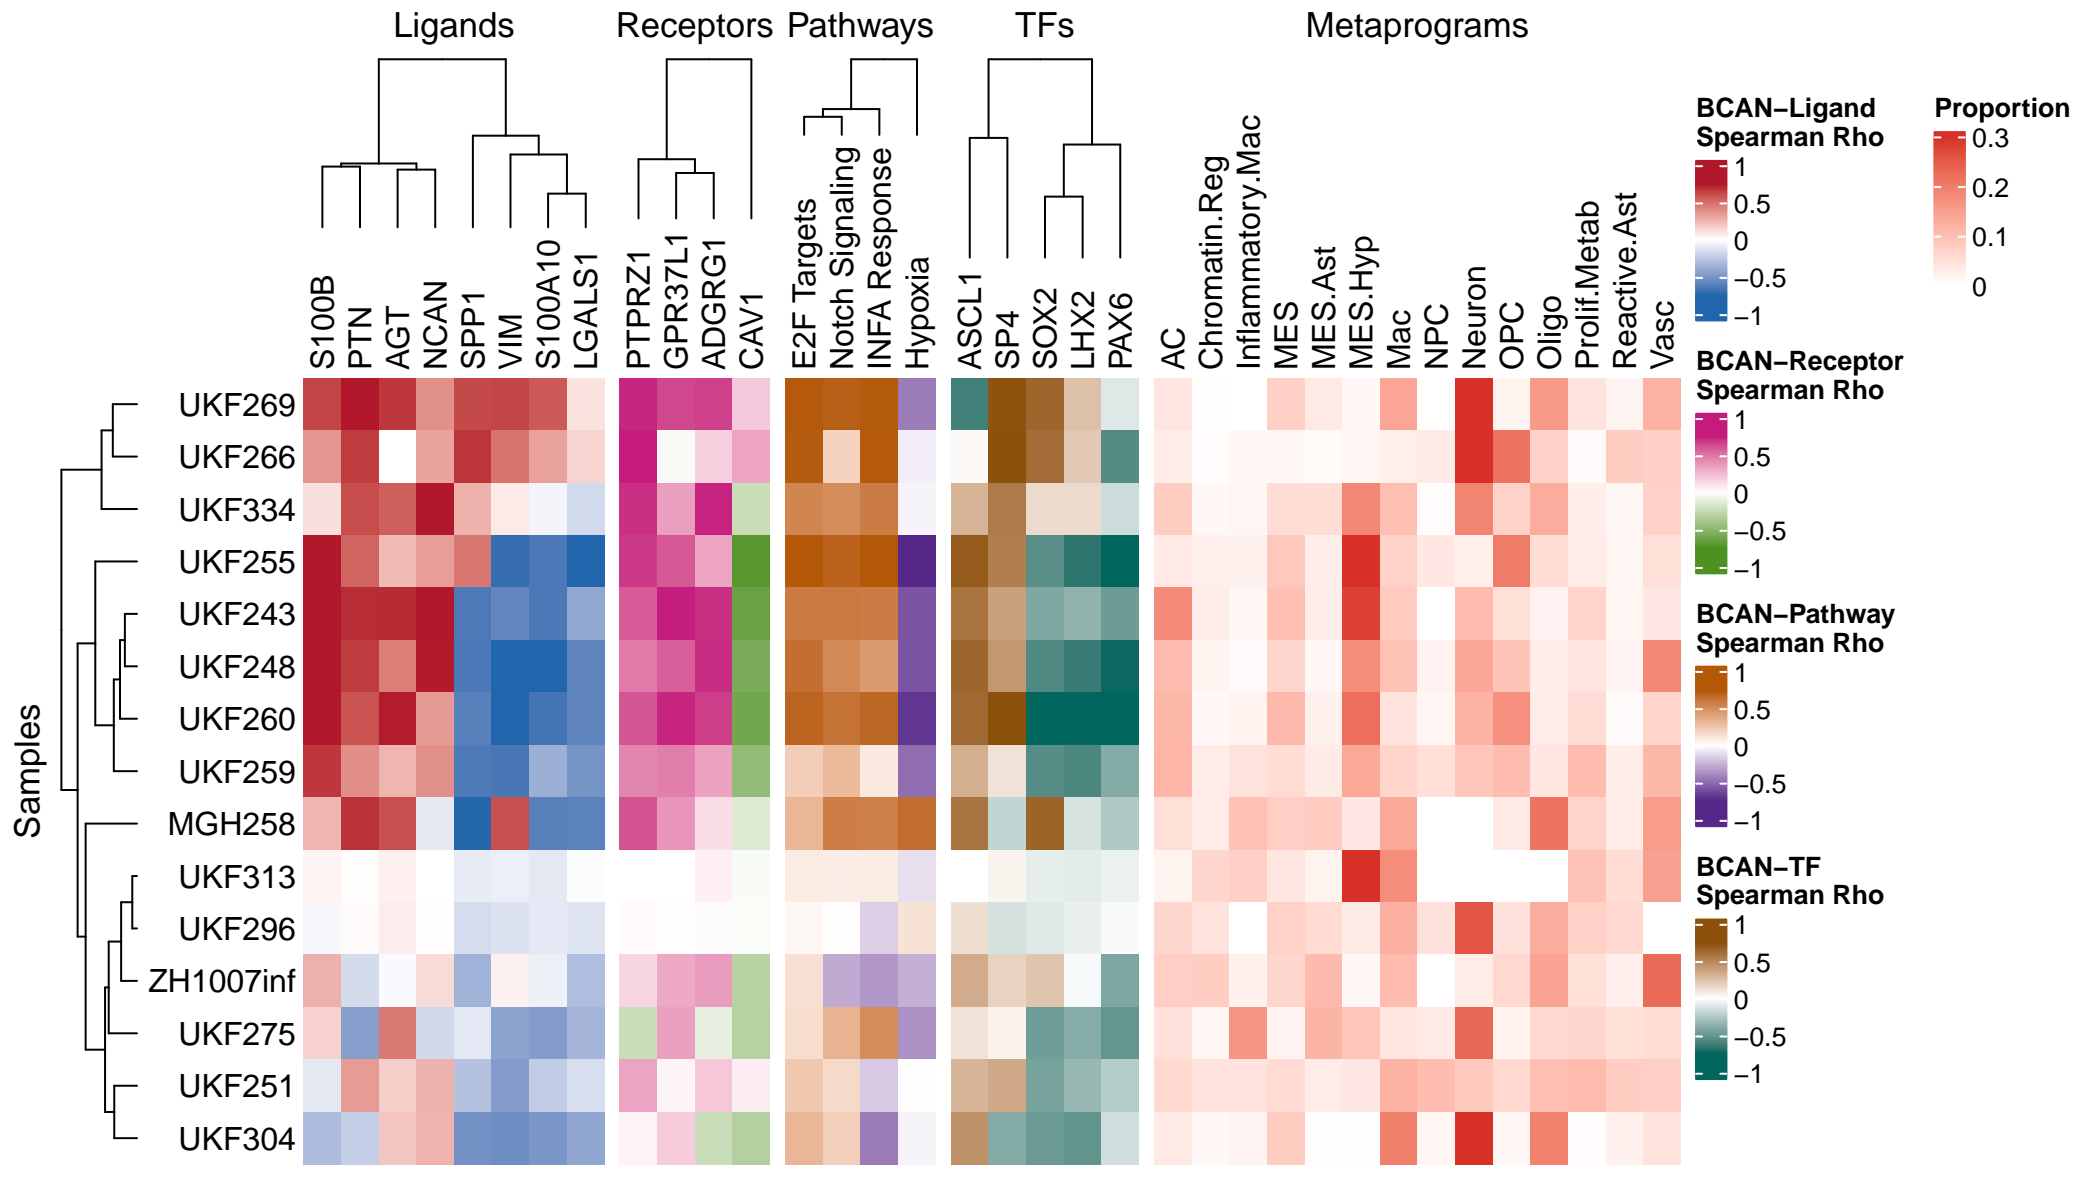 Ligands Receptors Pathways TFs Metaprograms
S100B PTN AGT NCAN SPP1 VIM S100A10 LGALS1
PTPRZ1 GPR37L1 ADGRG1 CAV1
E2F Targets Notch Signaling INFA Response Hypoxia
ASCL1 SP4 SOX2 LHX2 PAX6
AC Chromatin.Reg Inflammatory.Mac MES MES.Ast MES.Hyp Mac NPC Neuron OPC Oligo Prolif.Metab Reactive.Ast Vasc
Samples
UKF269
UKF266
UKF334
UKF255
UKF243
UKF248
UKF260
UKF259
MGH258
UKF313
UKF296
ZH1007inf
UKF275
UKF251
UKF304
BCAN−Ligand
Spearman Rho
1
0.5
0
−0.5
−1
BCAN−Receptor
Spearman Rho
1
0.5
0
−0.5
−1
BCAN−Pathway
Spearman Rho
1
0.5
0
−0.5
−1
BCAN−TF
Spearman Rho
1
0.5
0
−0.5
−1
Proportion
0.3
0.2
0.1
0